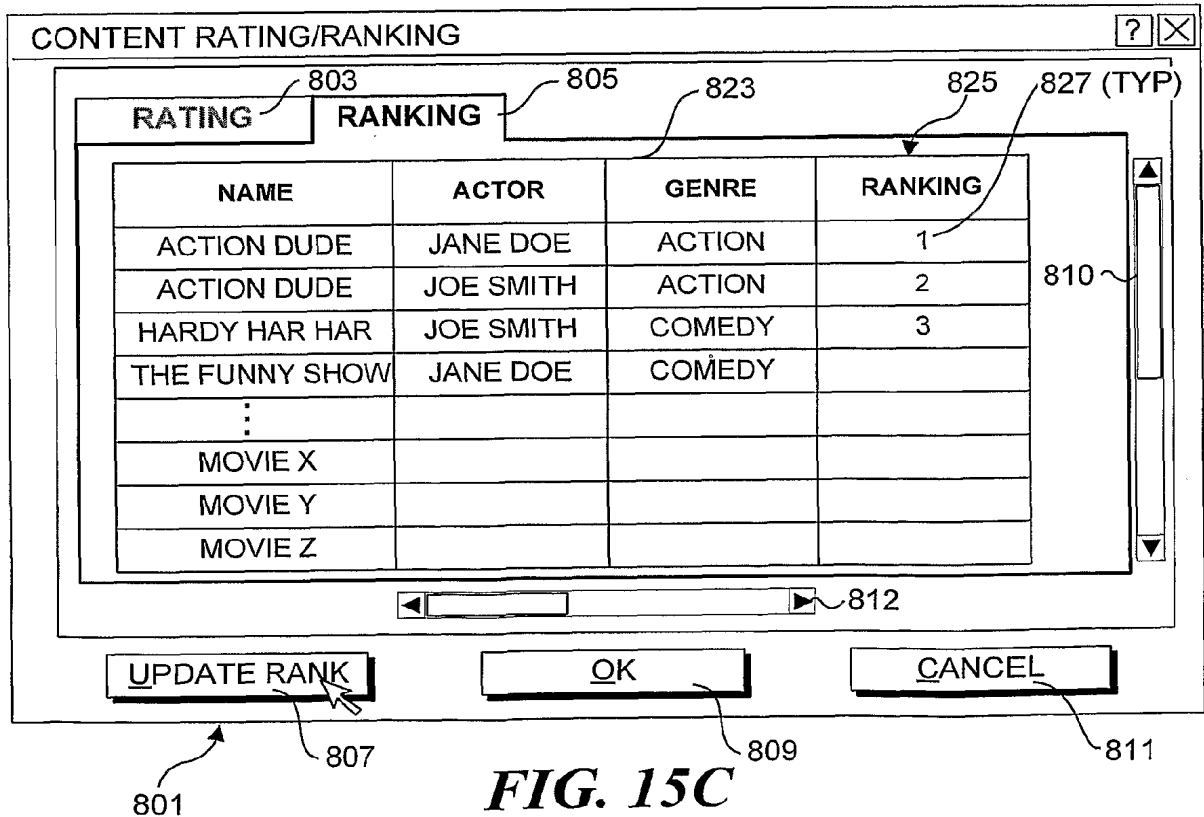 CONTENT RATING/RANKING ?
803 805 823 825 827 (TYP)
RATING RANKING
NAME ACTOR GENRE RANKING
ACTION DUDE JANE DOE ACTION 1
ACTION DUDE JOE SMITH ACTION 2
810
HARDY HAR HAR JOE SMITH COMEDY 3
THE FUNNY SHOW JANE DOE COMEDY
MOVIE X
MOVIE Y
MOVIE Z
812
UPDATE RANK OK CANCEL
807 809 811
801
FIG. 15C